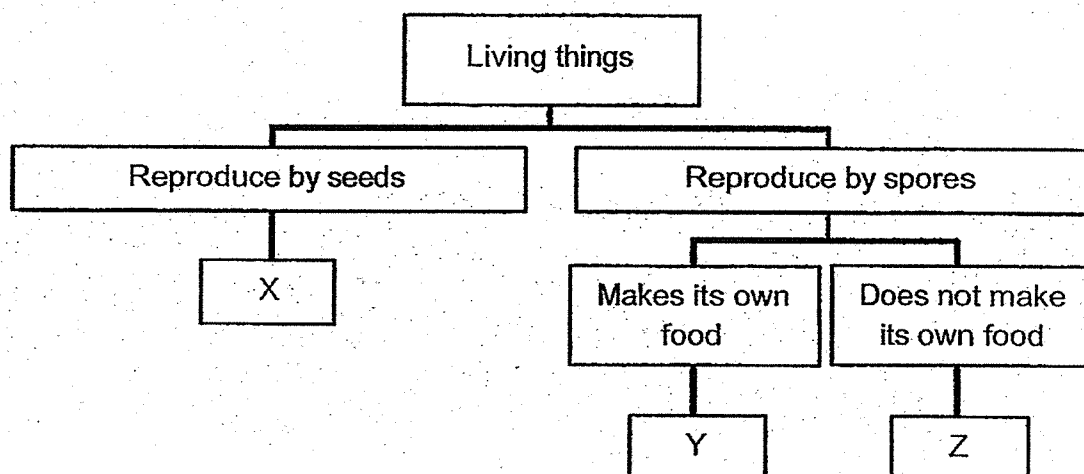 Living things
Reproduce by seeds
Reproduce by spores
X
Makes its own
food
Does not make
its own food
Y
Z